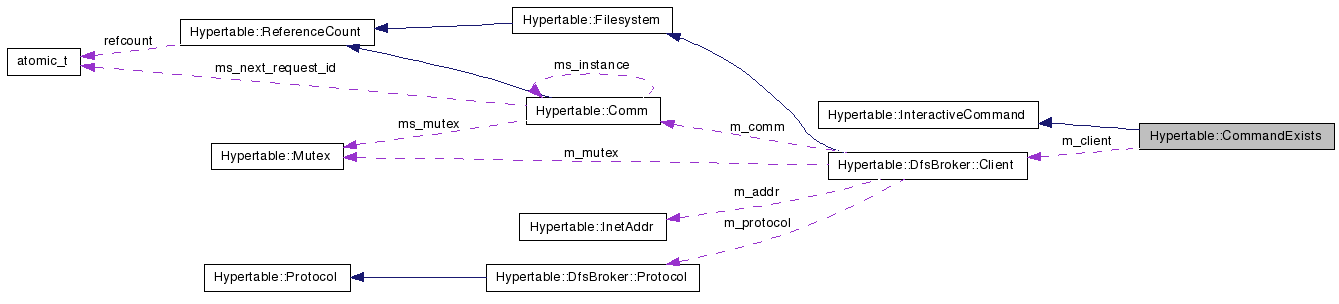 Hypertable::Filesystem
Hypertable::ReferenceCount
refcount
atomic_t
ms_next_request_id
ms_instance
Hypertable::Comm
Hypertable::InteractiveCommand
ms_mutex
m_comm
Hypertable::CommandExists
m_client
Hypertable::Mutex
m_mutex
Hypertable::DfsBroker::Client
m_addr
Hypertable::InetAddr
m_protocol
Hypertable::Protocol
Hypertable::DfsBroker::Protocol